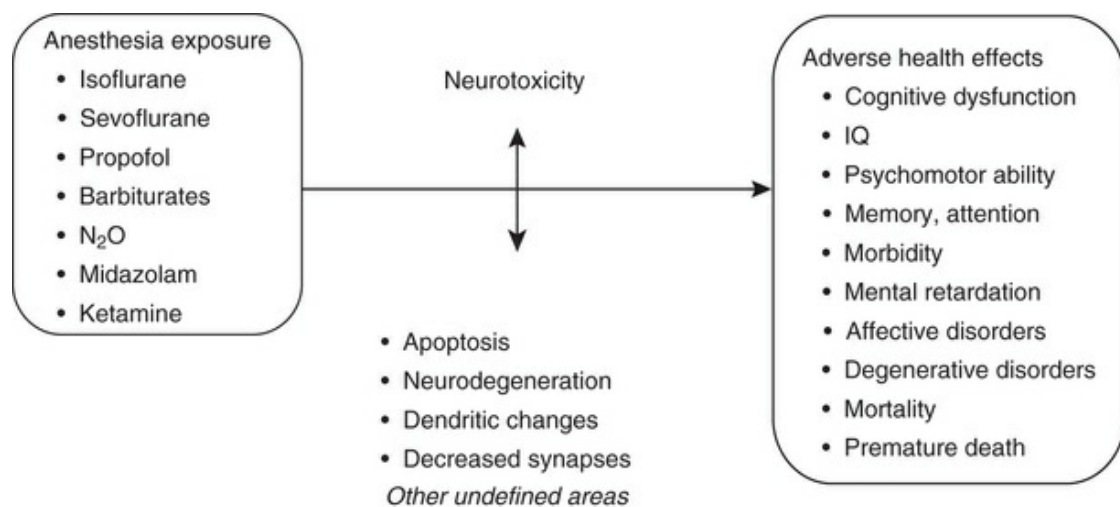 Anesthesia exposure
• Isoflurane
• Sevoflurane
• Propofol
• Barbiturates
• N₂O
• Midazolam
• Ketamine
Neurotoxicity
• Apoptosis
• Neurodegeneration
• Dendritic changes
• Decreased synapses
Other undefined areas
Adverse health effects
• Cognitive dysfunction
• IQ
• Psychomotor ability
• Memory, attention
• Morbidity
• Mental retardation
• Affective disorders
• Degenerative disorders
• Mortality
• Premature death